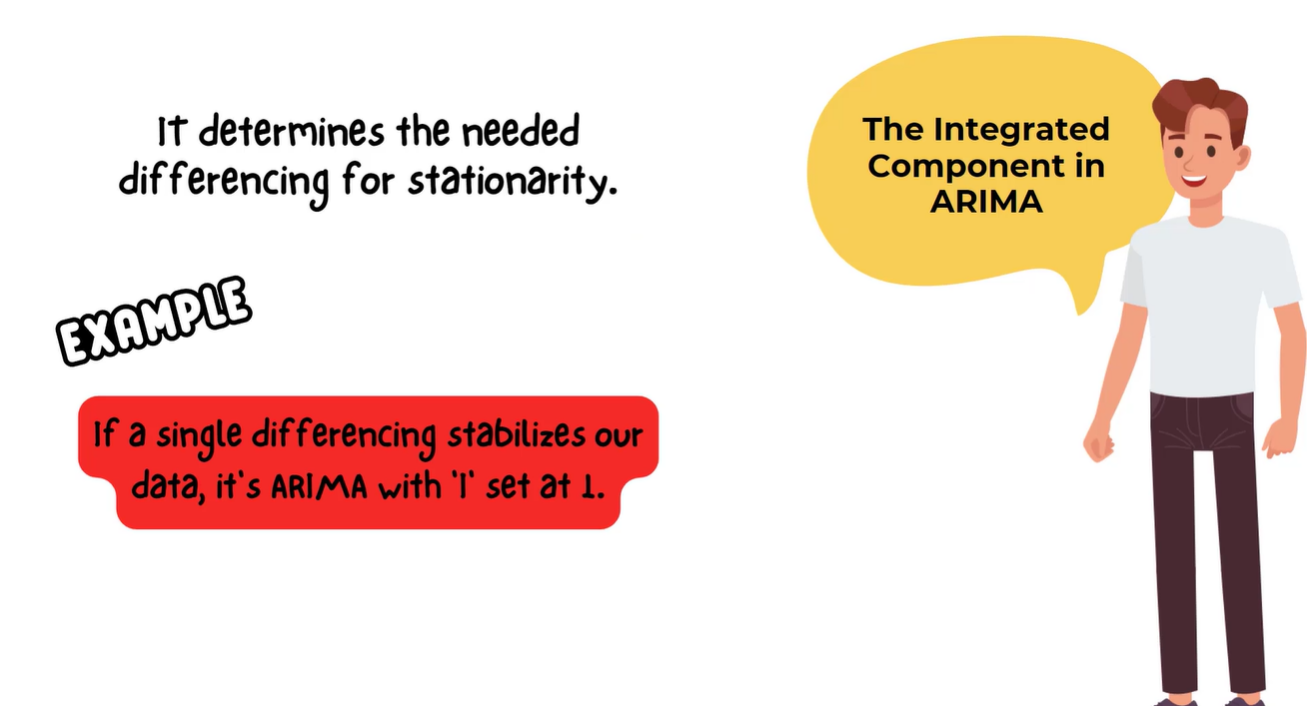 It determines the needed
differencing for stationarity.
The Integrated
Component in
ARIMA
EXAMPLE
If a single differencing stabilizes our
data, it's ARIMA with 'I' set at 1.